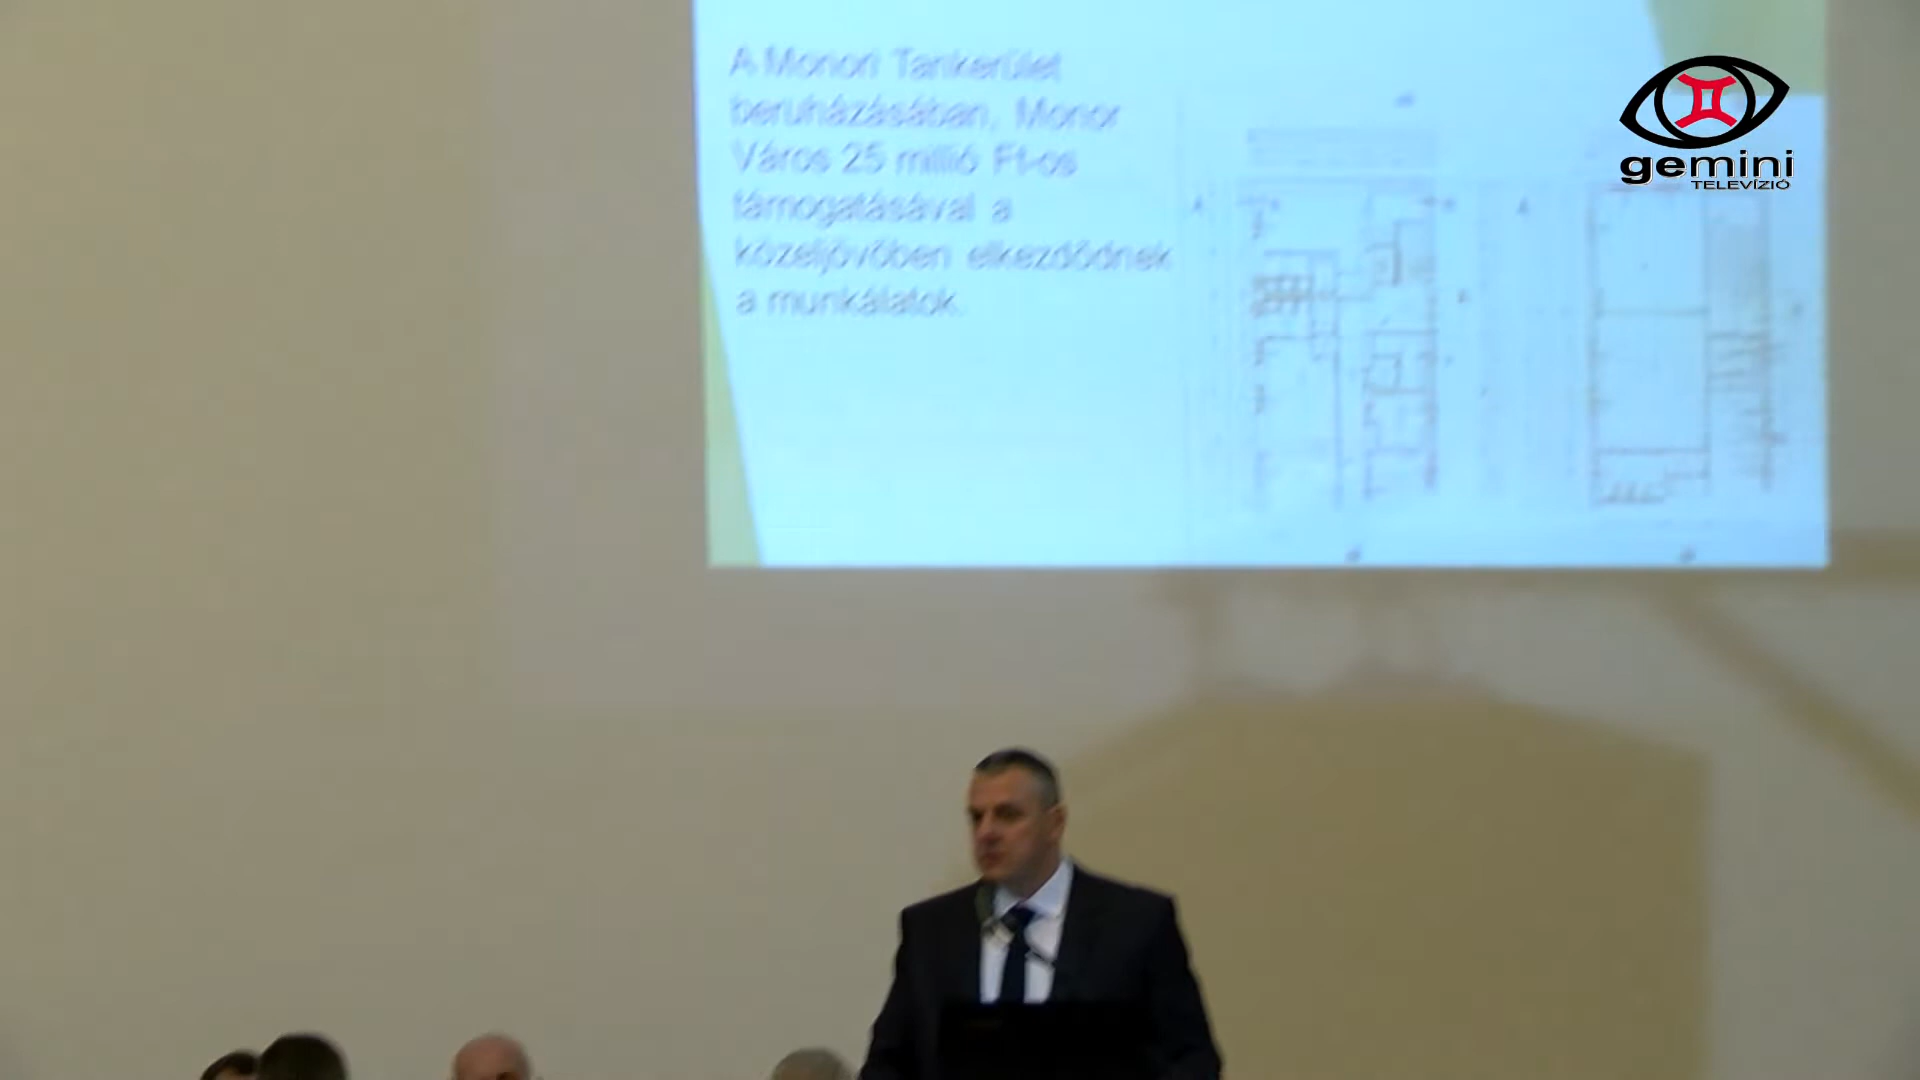 A Monori Tankerület
beruházásában, Monor
Város 25 millió Ft-os
támogatásával a
közeljövőben elkezdődnek
a munkálatok.
gemini
TELEVÍZIÓ